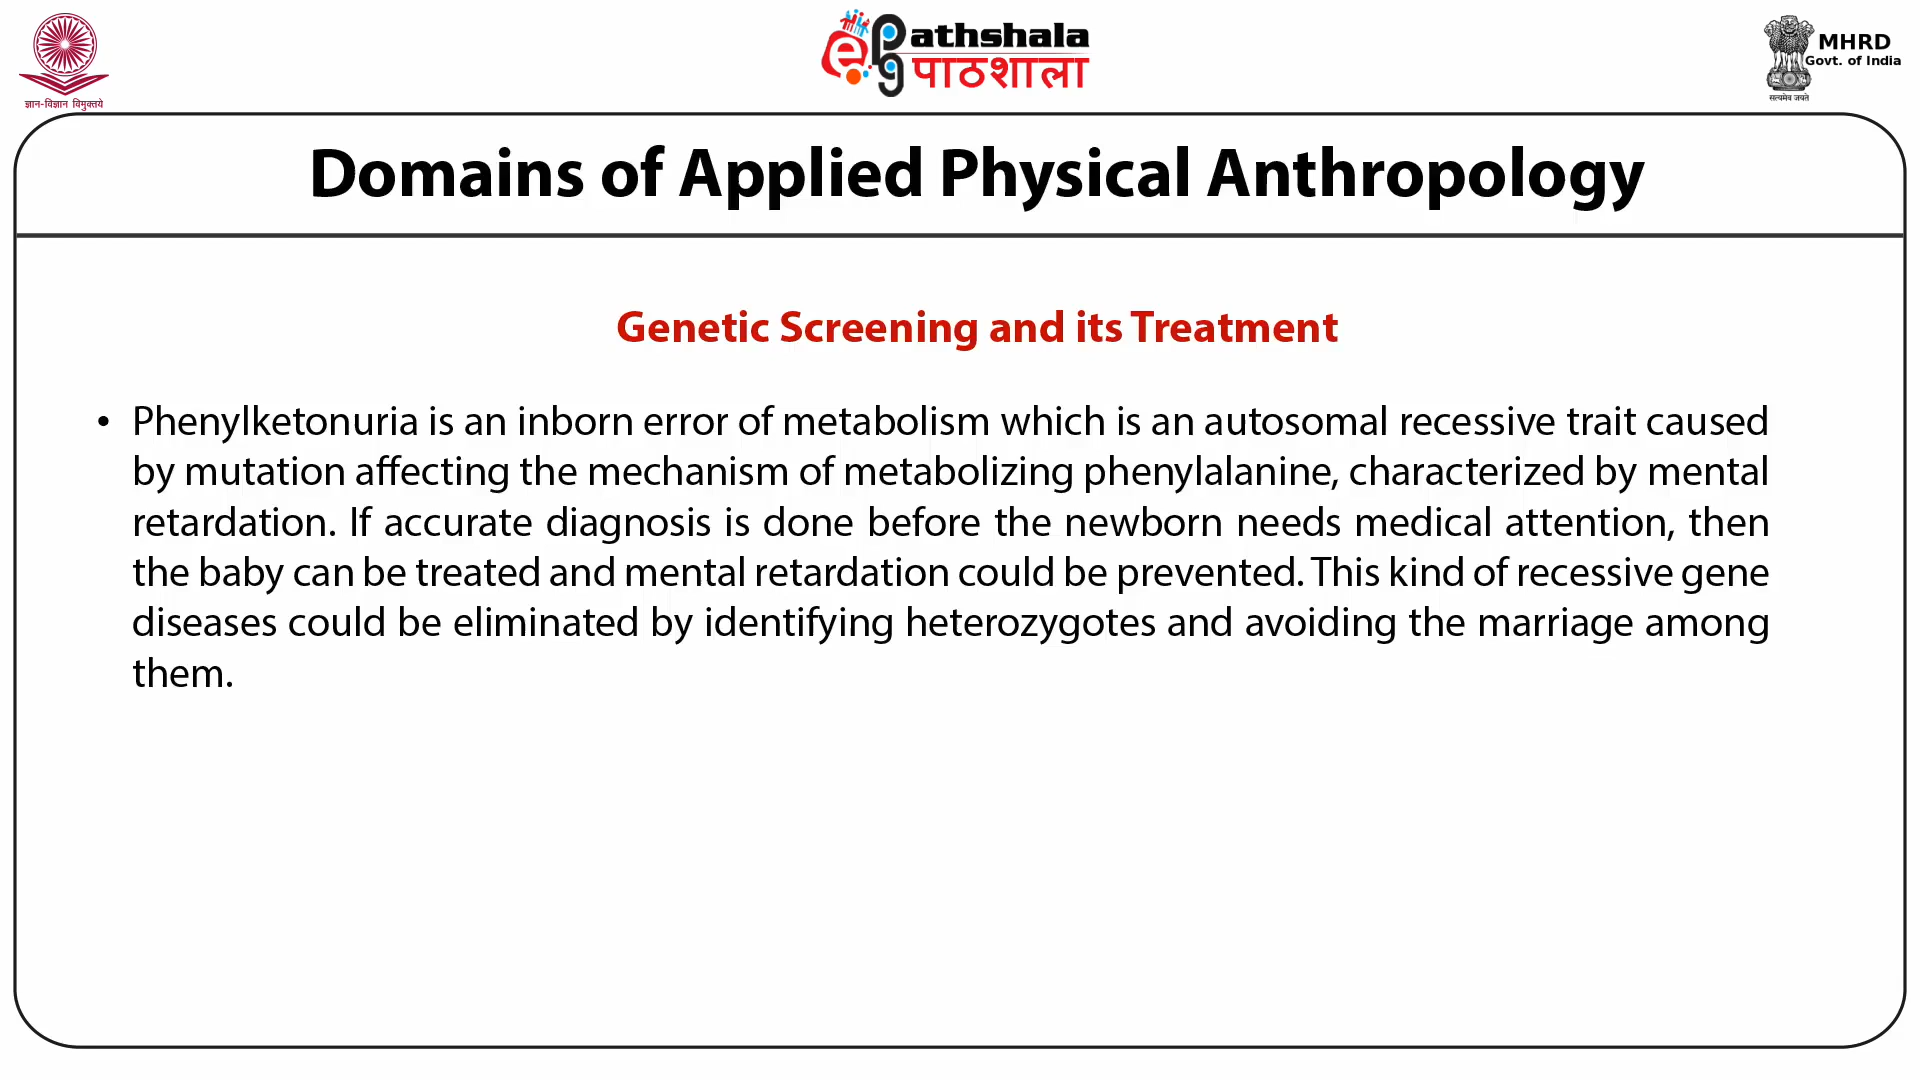 ज्ञान-विज्ञान विमुक्तये
e
PG
athshala
पाठशाला
MHRD
Govt. of India
सत्यमेव जयते
Domains of Applied Physical Anthropology
Genetic Screening and its Treatment
• Phenylketonuria is an inborn error of metabolism which is an autosomal recessive trait caused
by mutation affecting the mechanism of metabolizing phenylalanine, characterized by mental
retardation. If accurate diagnosis is done before the newborn needs medical attention, then
the baby can be treated and mental retardation could be prevented. This kind of recessive gene
diseases could be eliminated by identifying heterozygotes and avoiding the marriage among
them.